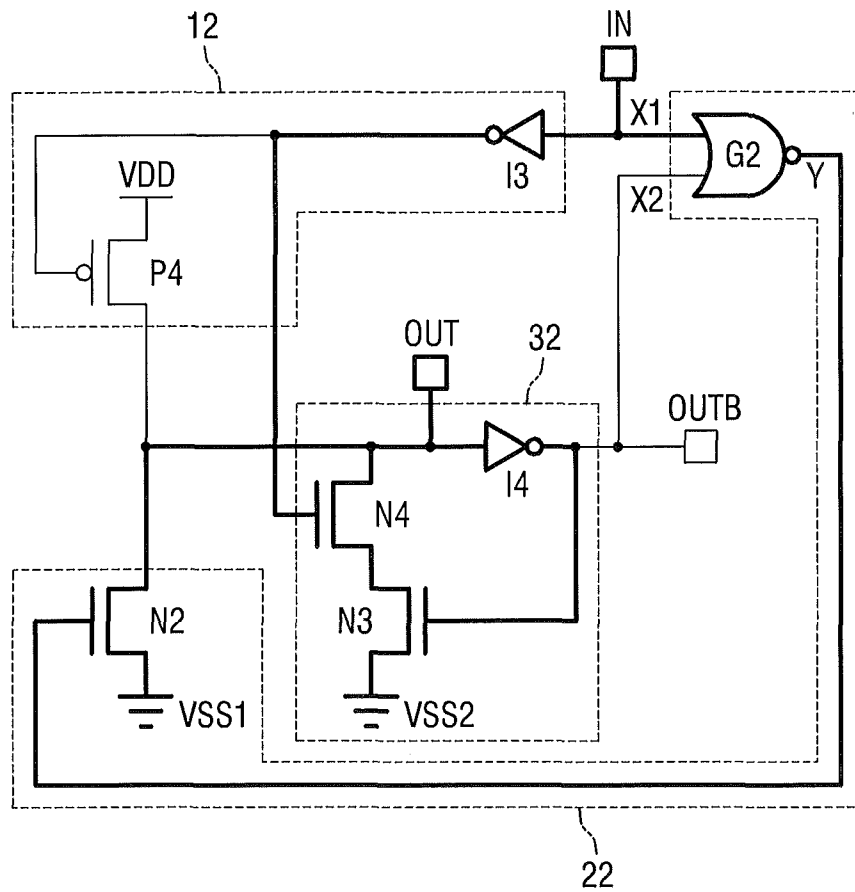 12
IN
X1
G2
Y
I3
X2
VDD
P4
OUT
32
OUTB
I4
N4
N2
N3
VSS1
VSS2
22